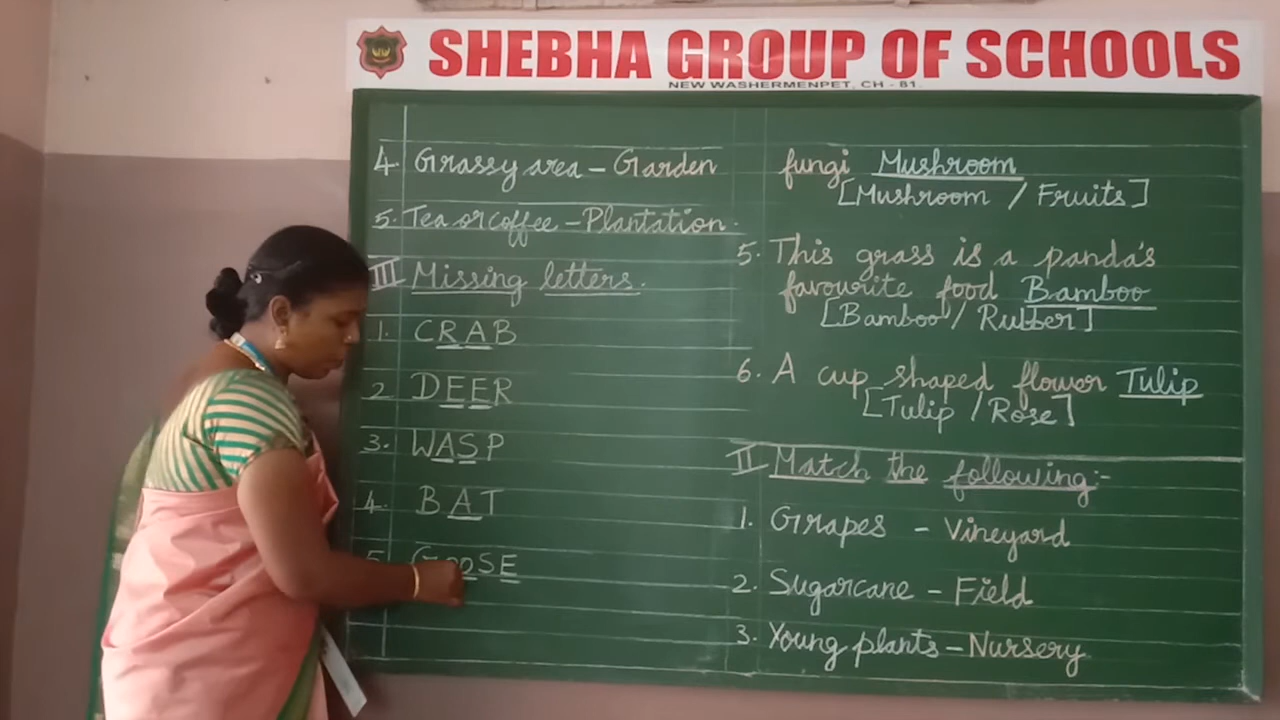 SHEBHA GROUP OF SCHOOLS
NEW WASHERMENPET, CH - 81
4. Grassy area – Garden
5. Tea or coffee – Plantation.
III Missing letters.
1. CRAB
2 DEER
3. WASP
4. BAT
5. GOOSE
fungi Mushroom
[Mushroom / Fruits]
5. This grass is a panda's
favourite food Bamboo
[Bamboo / Rubber]
6. A cup shaped flower Tulip
[Tulip / Rose]
II Match the following:-
1. Grapes – Vineyard
2. Sugarcane – Field
3. Young plants – Nursery